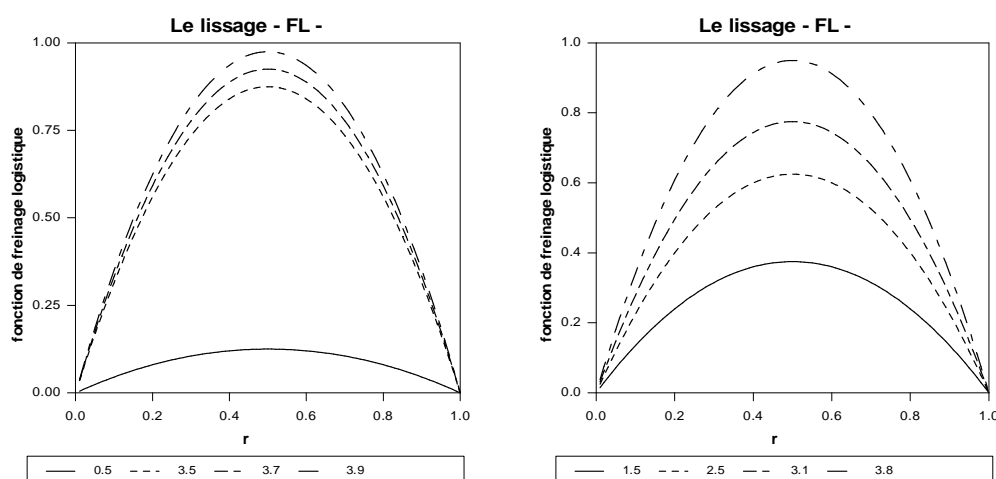 Le lissage - FL -
fonction de freinage logistique
1.00
0.75
0.50
0.25
0.00
0.0 0.2 0.4 0.6 0.8 1.0
r
0.5 3.5 3.7 3.9
Le lissage - FL -
fonction de freinage logistique
1.0
0.8
0.6
0.4
0.2
0.0
0.0 0.2 0.4 0.6 0.8 1.0
r
1.5 2.5 3.1 3.8